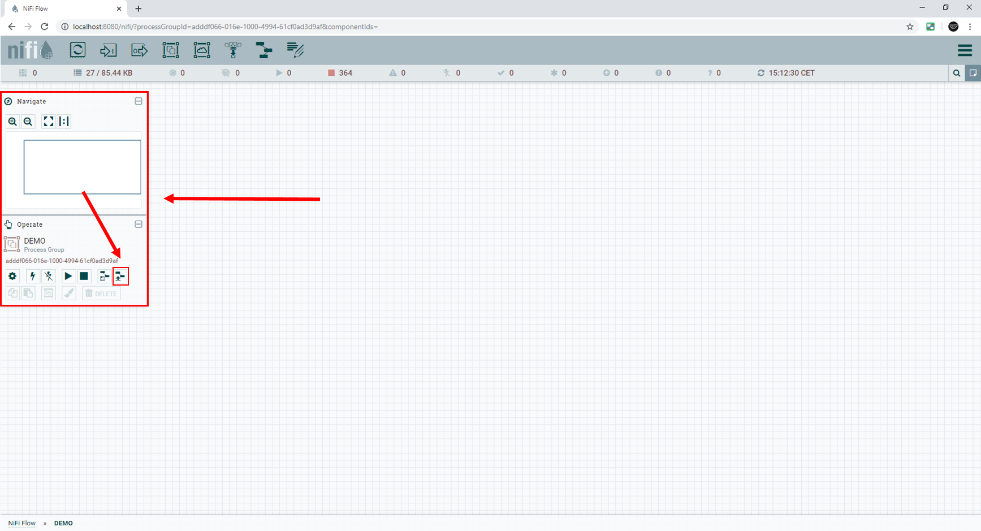 NiFi Flow
localhost:8080/nifi/?processGroupId=adddf066-016e-1000-4994-61cf0ad3d9af&componentIds=
nifi
0 27 / 85.44 KB 0 0 0 364 0 0 0 0 0 0 ? 0 15:12:30 CET
Navigate
Operate
DEMO
Process Group
adddf066-016e-1000-4994-61cf0ad3d9af
DELETE
NiFi Flow » DEMO